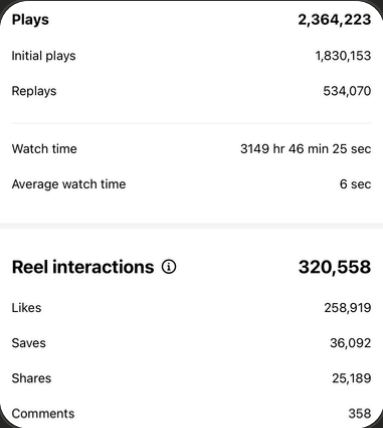 Plays 2,364,223
Initial plays 1,830,153
Replays 534,070
Watch time 3149 hr 46 min 25 sec
Average watch time 6 sec
Reel interactions 320,558
Likes 258,919
Saves 36,092
Shares 25,189
Comments 358